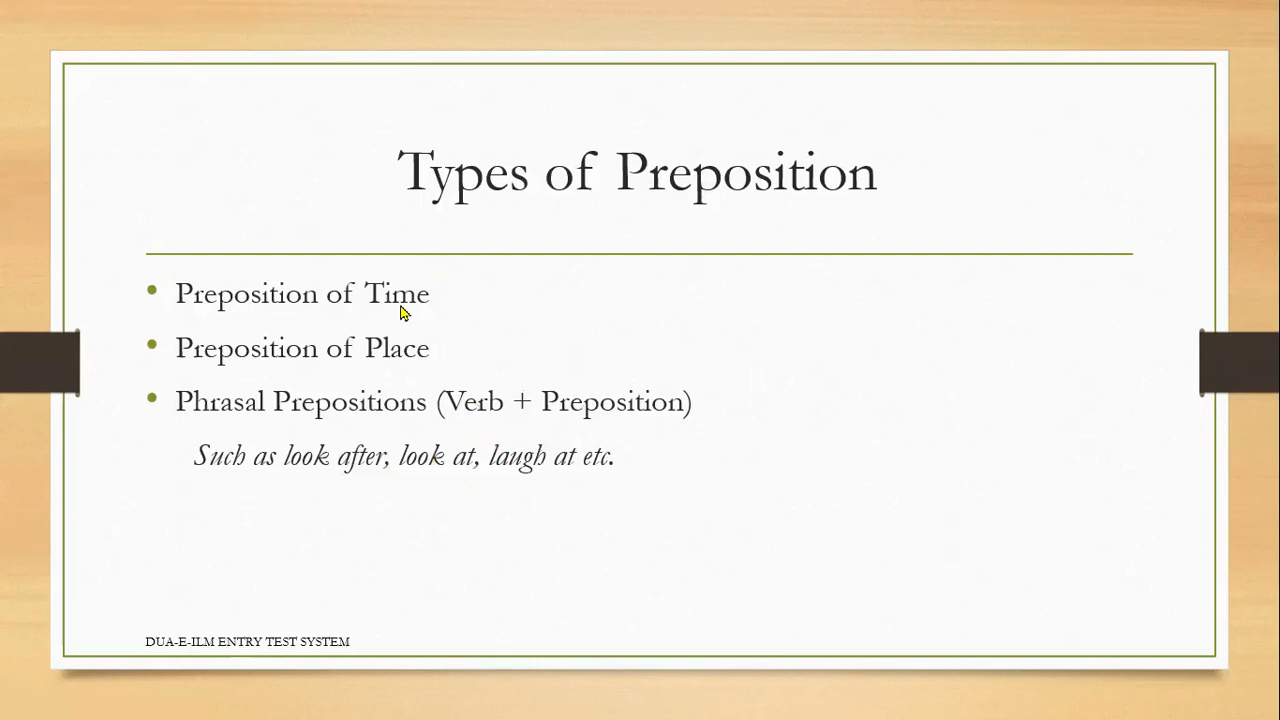 Types of Preposition
• Preposition of Time
• Preposition of Place
• Phrasal Prepositions (Verb + Preposition)
Such as look after, look at, laugh at etc.
DUA-E-ILM ENTRY TEST SYSTEM